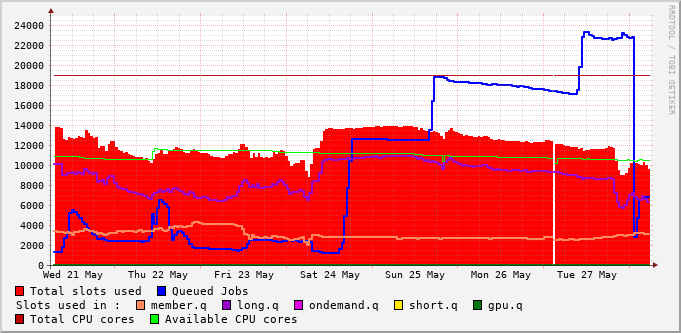 24000
22000
20000
18000
16000
14000
12000
10000
8000
6000
4000
2000
0
Wed 21 May Thu 22 May Fri 23 May Sat 24 May Sun 25 May Mon 26 May Tue 27 May
Total slots used Queued Jobs
Slots used in : member.q long.q ondemand.q short.q gpu.q
Total CPU cores Available CPU cores
RRDTOOL / TOBI OETIKER